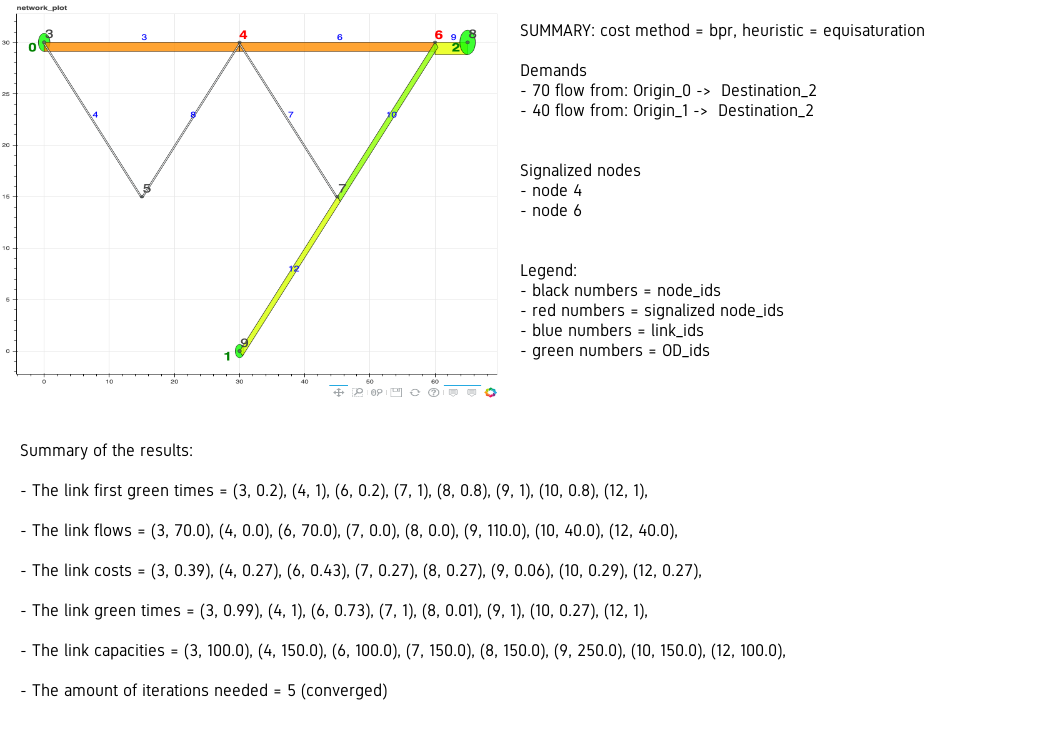 network_plot
3
4
6
8
0
3
6
9
2
30
25
4
8
7
10
20
5
7
15
10
12
5
9
1
0
0
10
20
30
40
50
60
SUMMARY: cost method = bpr, heuristic = equisaturation
Demands
- 70 flow from: Origin_0 -> Destination_2
- 40 flow from: Origin_1 -> Destination_2
Signalized nodes
- node 4
- node 6
Legend:
- black numbers = node_ids
- red numbers = signalized node_ids
- blue numbers = link_ids
- green numbers = OD_ids
Summary of the results:
- The link first green times = (3, 0.2), (4, 1), (6, 0.2), (7, 1), (8, 0.8), (9, 1), (10, 0.8), (12, 1),
- The link flows = (3, 70.0), (4, 0.0), (6, 70.0), (7, 0.0), (8, 0.0), (9, 110.0), (10, 40.0), (12, 40.0),
- The link costs = (3, 0.39), (4, 0.27), (6, 0.43), (7, 0.27), (8, 0.27), (9, 0.06), (10, 0.29), (12, 0.27),
- The link green times = (3, 0.99), (4, 1), (6, 0.73), (7, 1), (8, 0.01), (9, 1), (10, 0.27), (12, 1),
- The link capacities = (3, 100.0), (4, 150.0), (6, 100.0), (7, 150.0), (8, 150.0), (9, 250.0), (10, 150.0), (12, 100.0),
- The amount of iterations needed = 5 (converged)